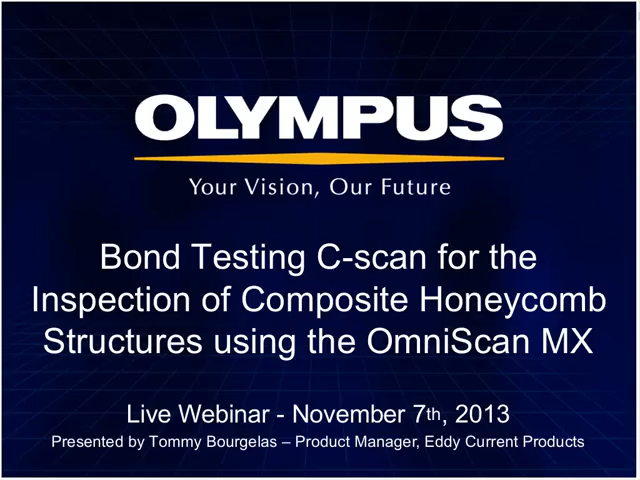 OLYMPUS
Your Vision, Our Future
Bond Testing C-scan for the
Inspection of Composite Honeycomb
Structures using the OmniScan MX
Live Webinar - November 7th, 2013
Presented by Tommy Bourgelas – Product Manager, Eddy Current Products